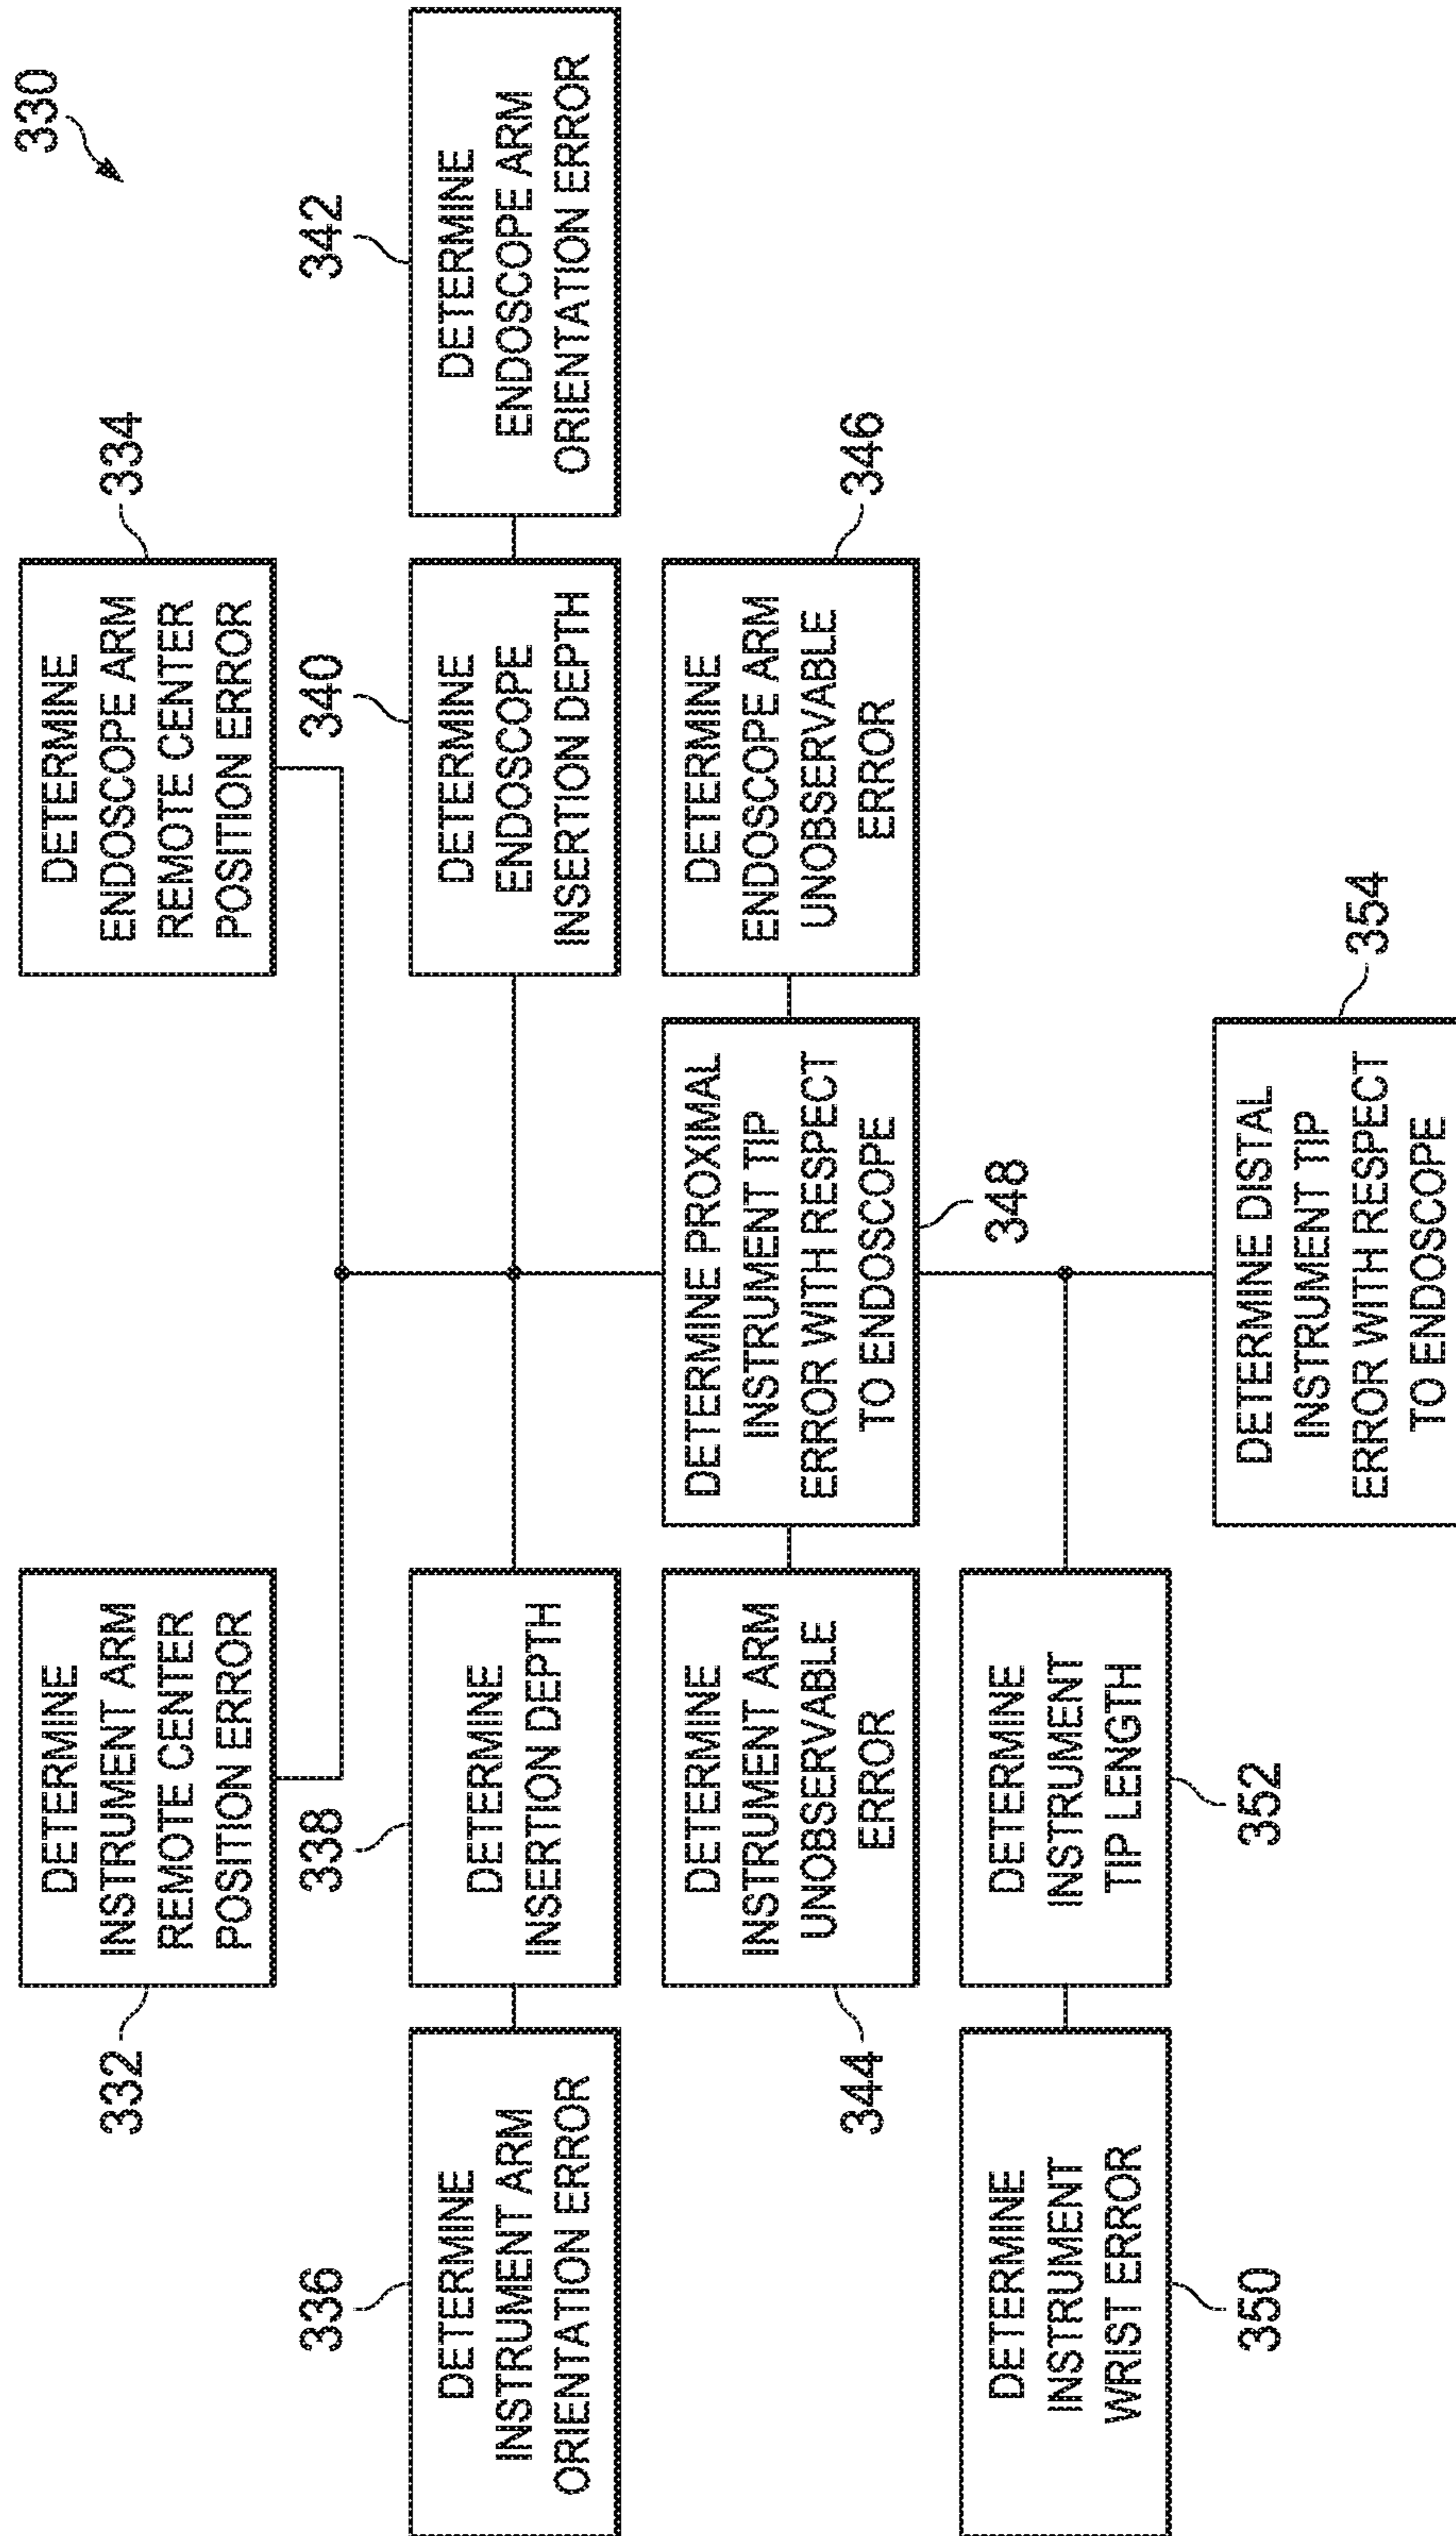 330
332
DETERMINE
INSTRUMENT ARM
REMOTE CENTER
POSITION ERROR
334
DETERMINE
ENDOSCOPE ARM
REMOTE CENTER
POSITION ERROR
336
DETERMINE
INSTRUMENT ARM
ORIENTATION ERROR
338
DETERMINE
INSERTION DEPTH
340
DETERMINE
ENDOSCOPE
INSERTION DEPTH
342
DETERMINE
ENDOSCOPE ARM
ORIENTATION ERROR
344
DETERMINE
INSTRUMENT ARM
UNOBSERVABLE
ERROR
DETERMINE PROXIMAL
INSTRUMENT TIP
ERROR WITH RESPECT
TO ENDOSCOPE
348
346
DETERMINE
ENDOSCOPE ARM
UNOBSERVABLE
ERROR
DETERMINE
INSTRUMENT
WRIST ERROR
350
DETERMINE
INSTRUMENT
TIP LENGTH
352
354
DETERMINE DISTAL
INSTRUMENT TIP
ERROR WITH RESPECT
TO ENDOSCOPE